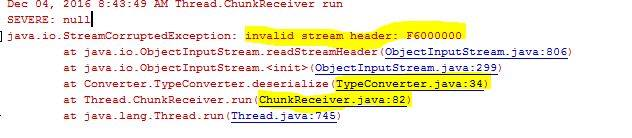 Dec 04, 2016 8:43:49 AM Thread.ChunkReceiver run
SEVERE: null
java.io.StreamCorruptedException: invalid stream header: F6000000
at java.io.ObjectInputStream.readStreamHeader(ObjectInputStream.java:806)
at java.io.ObjectInputStream.<init>(ObjectInputStream.java:299)
at Converter.TypeConverter.deserialize(TypeConverter.java:34)
at Thread.ChunkReceiver.run(ChunkReceiver.java:82)
at java.lang.Thread.run(Thread.java:745)